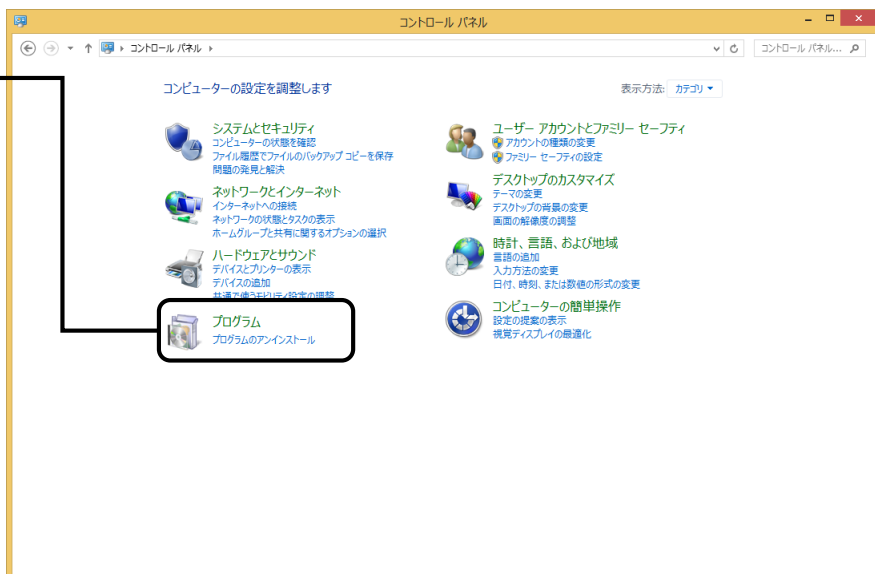 コントロール パネル
コントロール パネル
コントロール パネル...
コンピューターの設定を調整します
表示方法: カテゴリ
システムとセキュリティ
コンピューターの状態を確認
ファイル履歴でファイルのバックアップ コピーを保存
問題の発見と解決
ネットワークとインターネット
インターネットへの接続
ネットワークの状態とタスクの表示
ホームグループと共有に関するオプションの選択
ハードウェアとサウンド
デバイスとプリンターの表示
デバイスの追加
共通で使うモビリティ設定の調整
プログラム
プログラムのアンインストール
ユーザー アカウントとファミリー セーフティ
アカウントの種類の変更
ファミリー セーフティの設定
デスクトップのカスタマイズ
テーマの変更
デスクトップの背景の変更
画面の解像度の調整
時計、言語、および地域
言語の追加
入力方法の変更
日付、時刻、または数値の形式の変更
コンピューターの簡単操作
設定の提案の表示
視覚ディスプレイの最適化